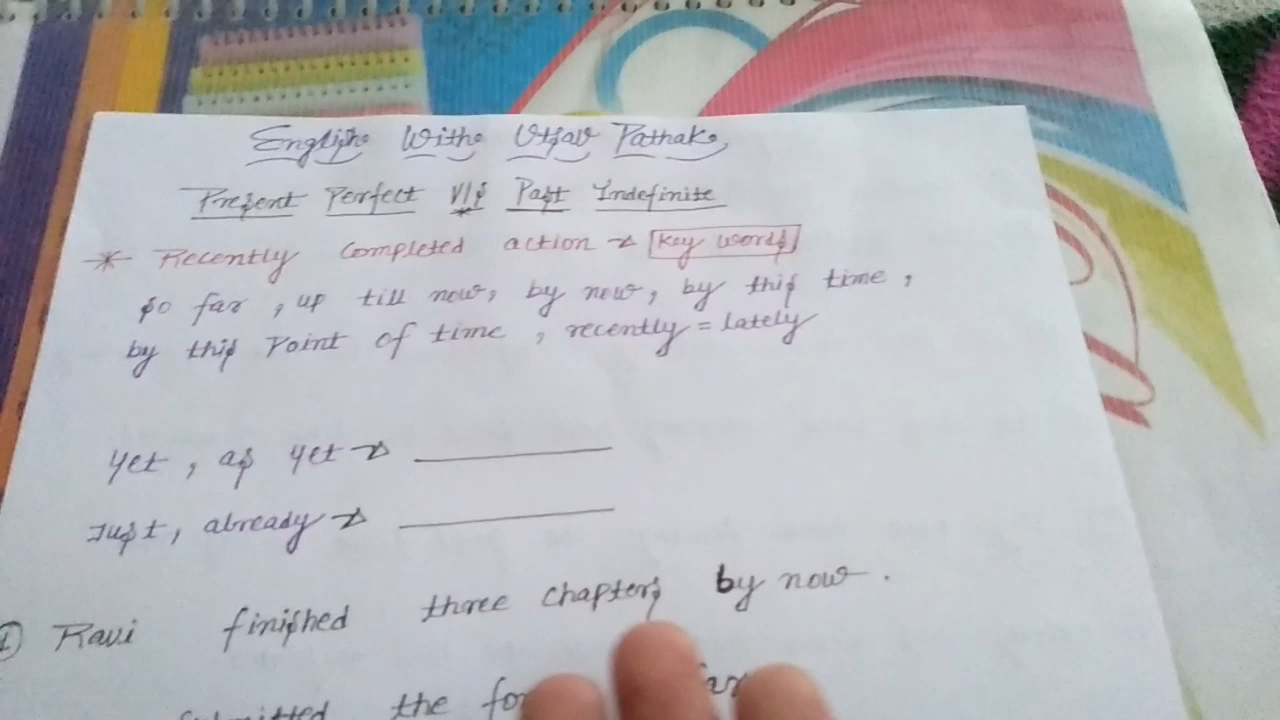 English With Utsav Pathak
Present Perfect V/s Past Indefinite
* Recently completed action → Key words
so far, up till now, by now, by this time,
by this point of time, recently = lately
Yet, as yet →
Just, already →
1 Ravi finished three chapters by now.
submitted the